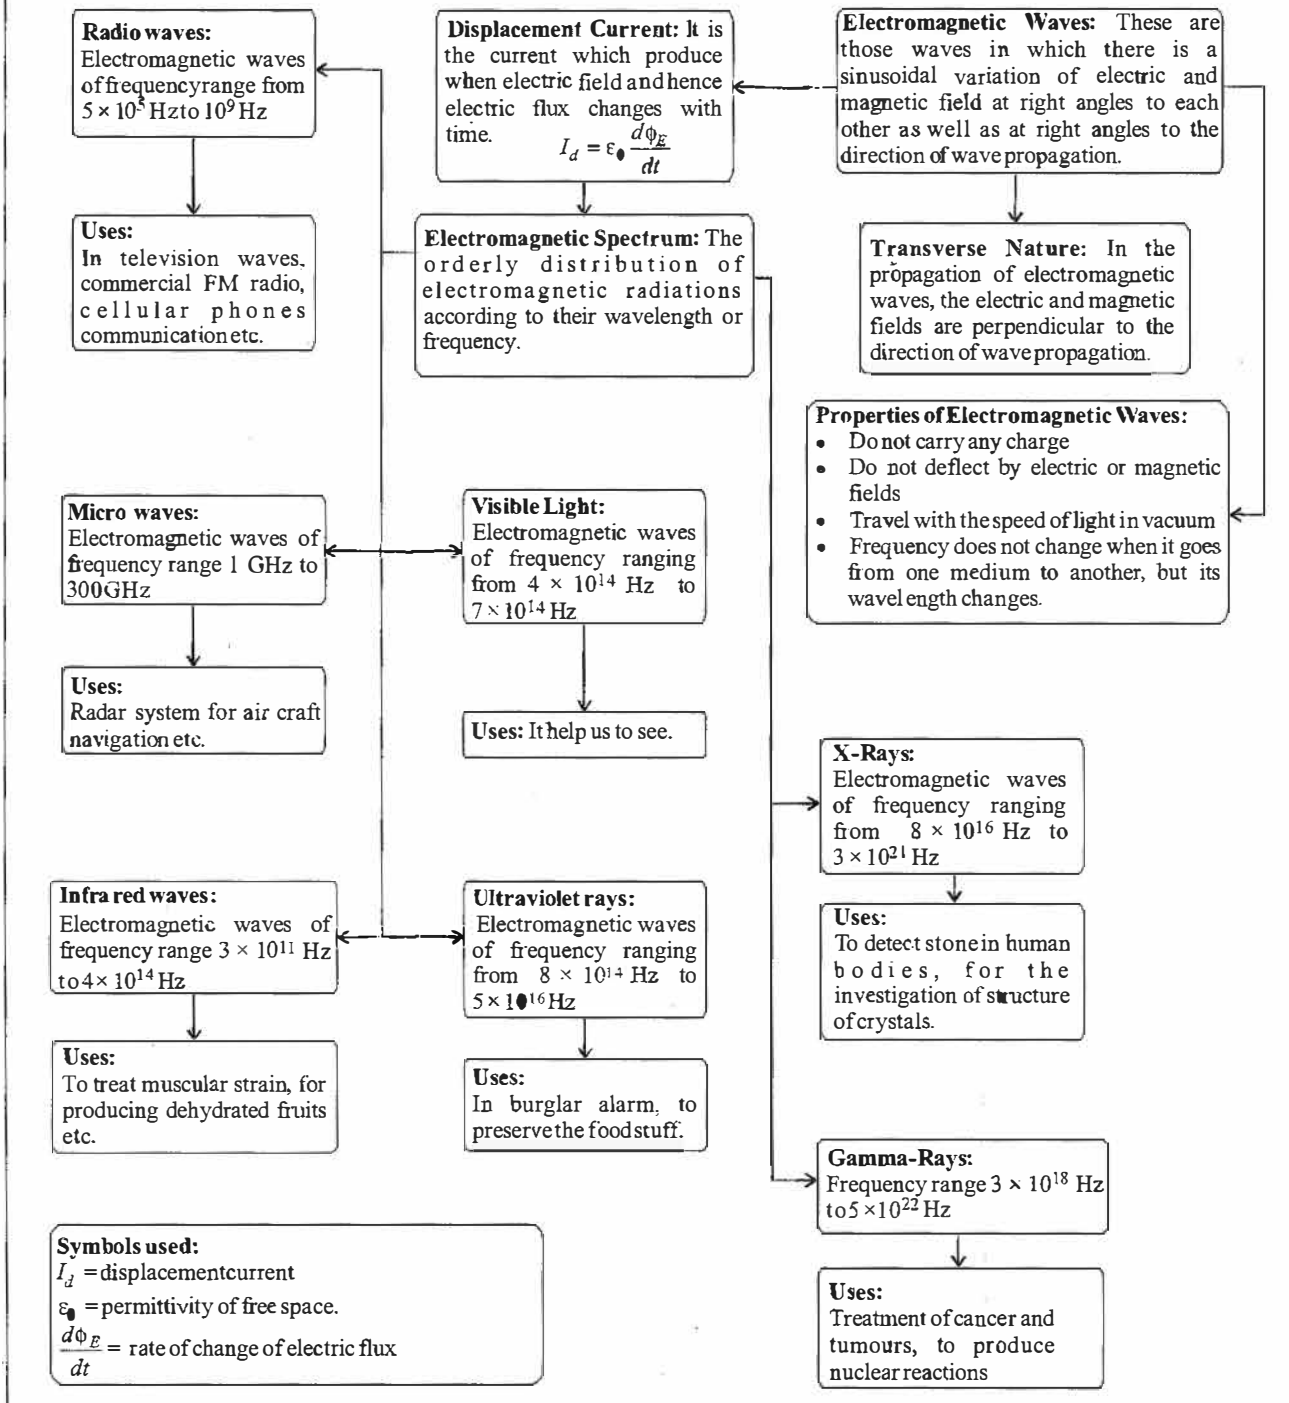 Radio waves:
Electromagnetic waves
of frequency range from
5 × 10⁵ Hz to 10⁹ Hz
Uses:
In television waves,
commercial FM radio,
cellular phones
communication etc.
Displacement Current: It is
the current which produce
when electric field and hence
electric flux changes with
time.
I_d = ε₀ dϕ_E/dt
Electromagnetic Spectrum: The
orderly distribution of
electromagnetic radiations
according to their wavelength or
frequency.
Electromagnetic Waves: These are
those waves in which there is a
sinusoidal variation of electric and
magnetic field at right angles to each
other as well as at right angles to the
direction of wave propagation.
Transverse Nature: In the
propagation of electromagnetic
waves, the electric and magnetic
fields are perpendicular to the
direction of wave propagation.
Properties of Electromagnetic Waves:
• Do not carry any charge
• Do not deflect by electric or magnetic
fields
• Travel with the speed of light in vacuum
• Frequency does not change when it goes
from one medium to another, but its
wavelength changes.
Micro waves:
Electromagnetic waves of
frequency range 1 GHz to
300GHz
Uses:
Radar system for air craft
navigation etc.
Visible Light:
Electromagnetic waves
of frequency ranging
from 4 × 10¹⁴ Hz to
7 × 10¹⁴ Hz
Uses: It help us to see.
X-Rays:
Electromagnetic waves
of frequency ranging
from 8 × 10¹⁶ Hz to
3 × 10²¹ Hz
Uses:
To detect stone in human
bodies, for the
investigation of structure
of crystals.
Infra red waves:
Electromagnetic waves of
frequency range 3 × 10¹¹ Hz
to 4 × 10¹⁴ Hz
Uses:
To treat muscular strain, for
producing dehydrated fruits
etc.
Ultraviolet rays:
Electromagnetic waves
of frequency ranging
from 8 × 10¹⁴ Hz to
5 × 10¹⁶ Hz
Uses:
In burglar alarm, to
preserve the food stuff.
Gamma-Rays:
Frequency range 3 × 10¹⁸ Hz
to 5 × 10²² Hz
Uses:
Treatment of cancer and
tumours, to produce
nuclear reactions
Symbols used:
I_d = displacement current
ε₀ = permittivity of free space.
dϕ_E/dt = rate of change of electric flux